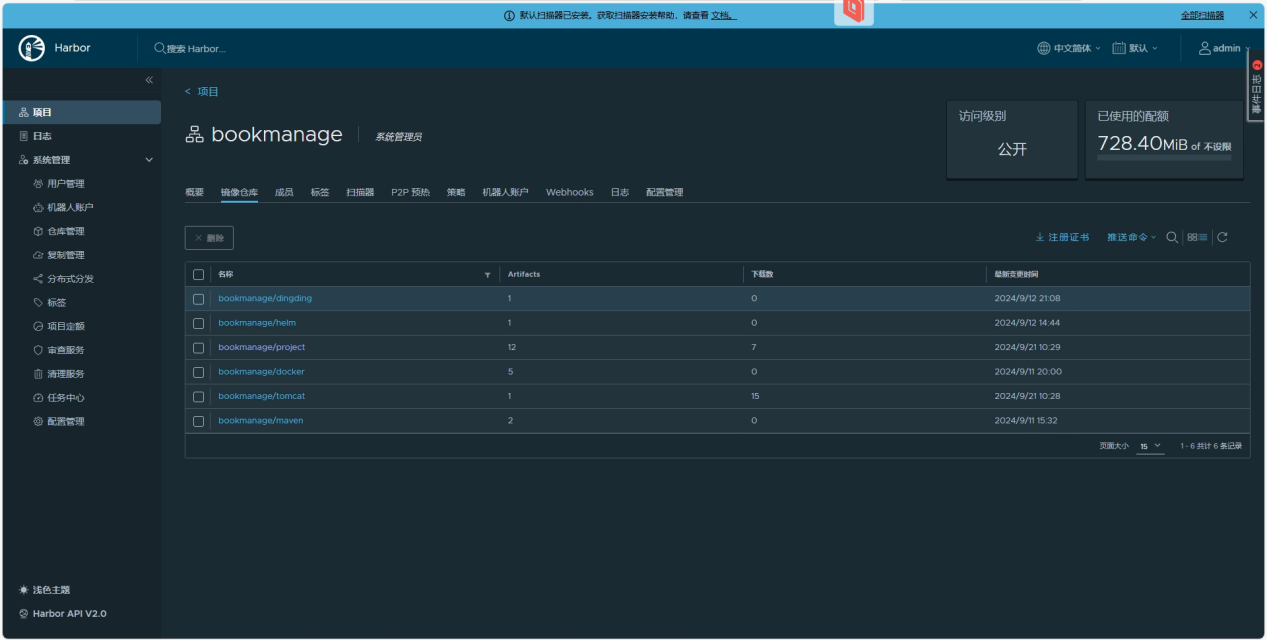 默认扫描器已安装。获取扫描器安装帮助，请查看 文档。
全部扫描器
Harbor
搜索 Harbor...
中文简体
默认
admin
事件日志
项目
日志
系统管理
用户管理
机器人账户
仓库管理
复制管理
分布式分发
标签
项目定额
审查服务
清理服务
任务中心
配置管理
浅色主题
Harbor API V2.0
< 项目
bookmanage 系统管理员
访问级别
公开
已使用的配额
728.40MiB of 不设限
概要 镜像仓库 成员 标签 扫描器 P2P 预热 策略 机器人账户 Webhooks 日志 配置管理
删除
注册证书 推送命令
名称 Artifacts 下载数 最新变更时间
bookmanage/dingding 1 0 2024/9/12 21:08
bookmanage/helm 1 0 2024/9/12 14:44
bookmanage/project 12 7 2024/9/21 10:29
bookmanage/docker 5 0 2024/9/11 20:00
bookmanage/tomcat 1 15 2024/9/21 10:28
bookmanage/maven 2 0 2024/9/11 15:32
页面大小 15 1 - 6 共计 6 条记录